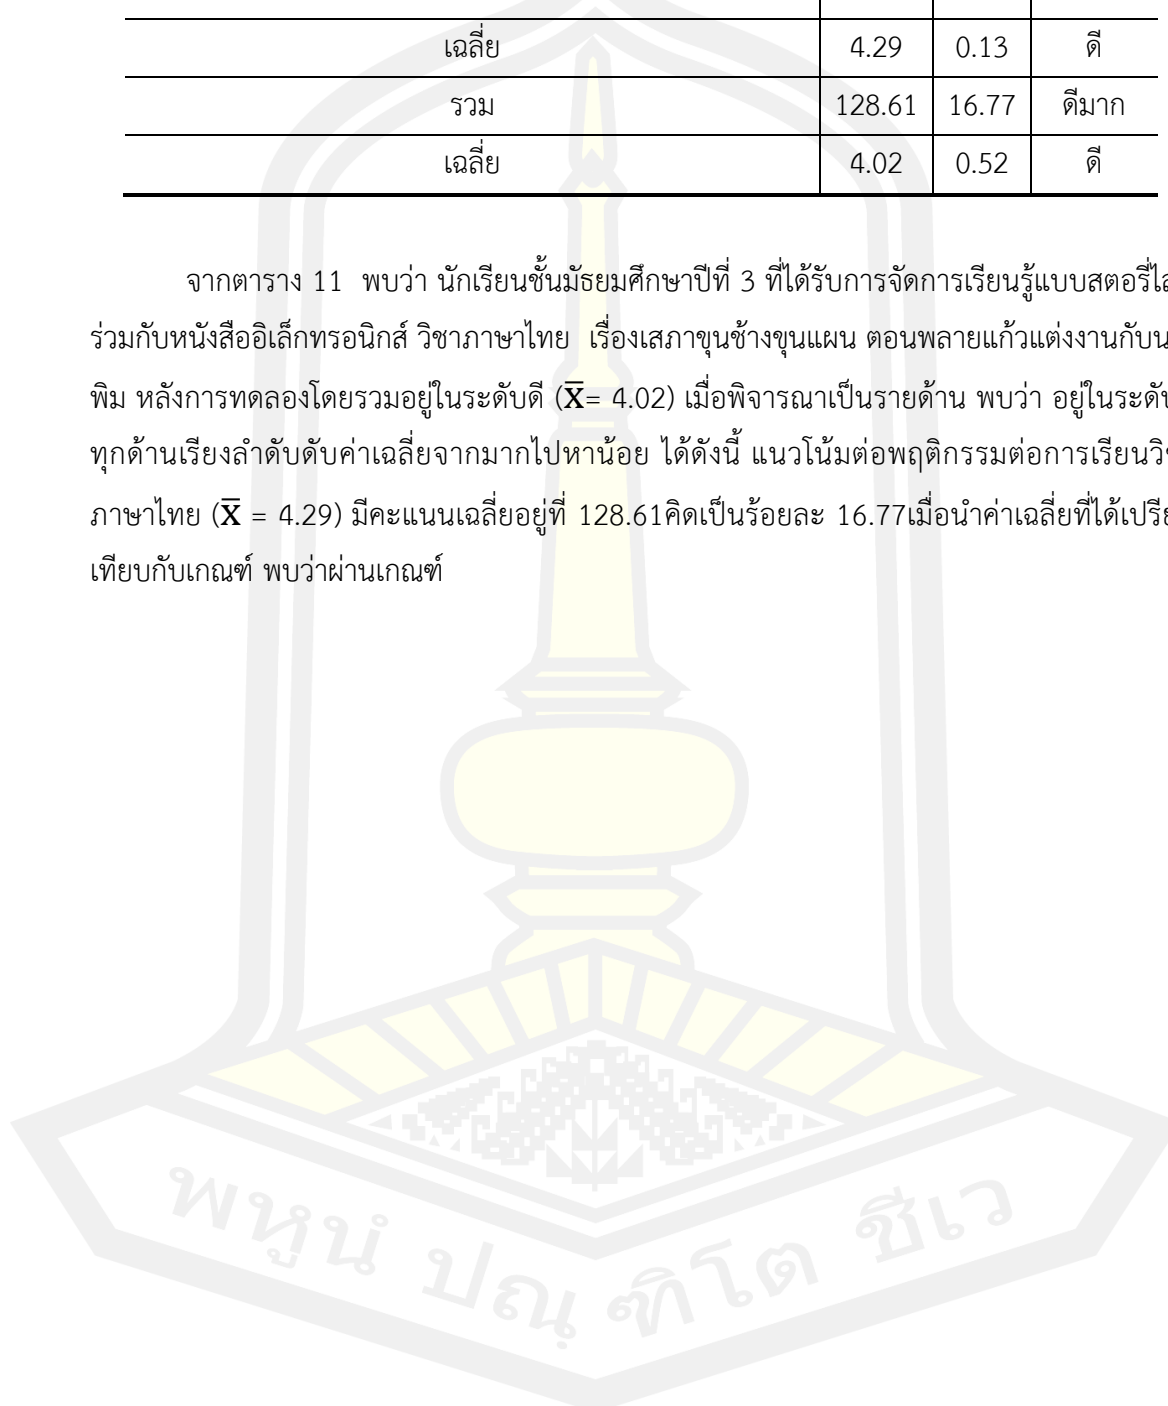 เฉลี่ย 4.29 0.13 ดี
รวม 128.61 16.77 ดีมาก
เฉลี่ย 4.02 0.52 ดี
จากตาราง 11 พบว่า นักเรียนชั้นมัธยมศึกษาปีที่ 3 ที่ได้รับการจัดการเรียนรู้แบบสตอรี่ไล
ร่วมกับหนังสืออิเล็กทรอนิกส์ วิชาภาษาไทย เรื่องเสภาขุนช้างขุนแผน ตอนพลายแก้วแต่งงานกับน
พิม หลังการทดลองโดยรวมอยู่ในระดับดี (x̅= 4.02) เมื่อพิจารณาเป็นรายด้าน พบว่า อยู่ในระดับ
ทุกด้านเรียงลำดับดับค่าเฉลี่ยจากมากไปหาน้อย ได้ดังนี้ แนวโน้มต่อพฤติกรรมต่อการเรียนวิช
ภาษาไทย (x̅ = 4.29) มีคะแนนเฉลี่ยอยู่ที่ 128.61คิดเป็นร้อยละ 16.77เมื่อนำค่าเฉลี่ยที่ได้เปรีย
เทียบกับเกณฑ์ พบว่าผ่านเกณฑ์
พหูนํ ปณฺฑิโต ชีเว